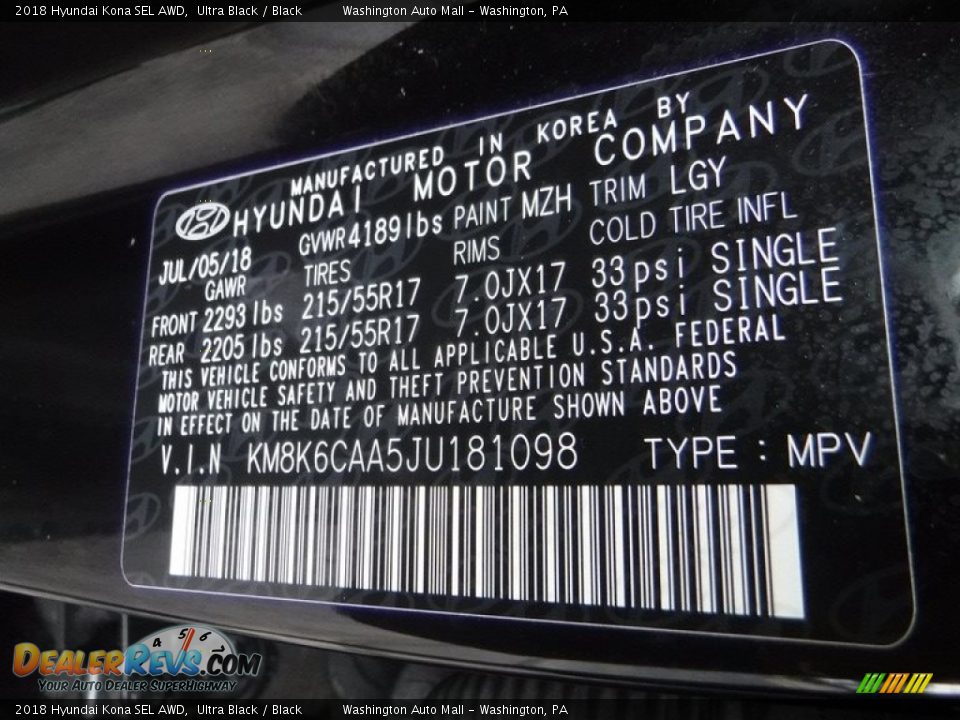 2018 Hyundai Kona SEL AWD, Ultra Black / Black Washington Auto Mall - Washington, PA
MANUFACTURED IN KOREA BY
HYUNDAI MOTOR COMPANY
JUL/05/18 GVWR 4189lbs PAINT MZH TRIM LGY
GAWR TIRES RIMS COLD TIRE INFL
FRONT 2293 lbs 215/55R17 7.0JX17 33psi SINGLE
REAR 2205 lbs 215/55R17 7.0JX17 33psi SINGLE
THIS VEHICLE CONFORMS TO ALL APPLICABLE U.S.A. FEDERAL
MOTOR VEHICLE SAFETY AND THEFT PREVENTION STANDARDS
IN EFFECT ON THE DATE OF MANUFACTURE SHOWN ABOVE
V.I.N KM8K6CAA5JU181098 TYPE : MPV
4 5 6 7
DEALERREVS.COM
YOUR AUTO DEALER SUPERHIGHWAY
2018 Hyundai Kona SEL AWD, Ultra Black / Black Washington Auto Mall - Washington, PA